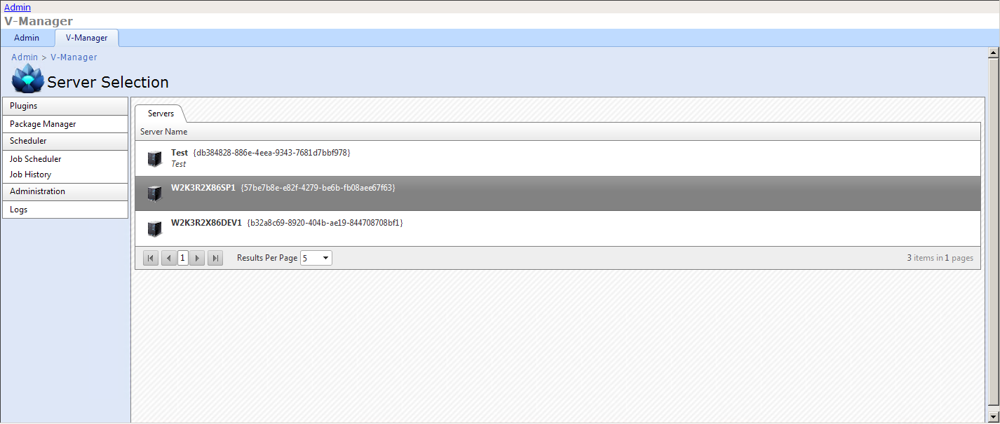 Admin
V-Manager
Admin V-Manager
Admin > V-Manager
Server Selection
Plugins
Package Manager
Scheduler
Job Scheduler
Job History
Administration
Logs
Servers
Server Name
Test {db384828-886e-4eea-9343-7681d7bbf978}
Test
W2K3R2X86SP1 {57be7b8e-e82f-4279-be6b-fb08aee67f63}
W2K3R2X86DEV1 {b32a8c69-8920-404b-ae19-844708708bf1}
1 Results Per Page 5 3 items in 1 pages